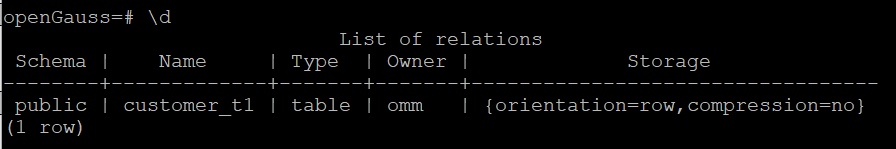 openGauss=# \d
List of relations
Schema | Name | Type | Owner | Storage
--------+-------------+-------+-------+----------------------------------
public | customer_t1 | table | omm | {orientation=row,compression=no}
(1 row)